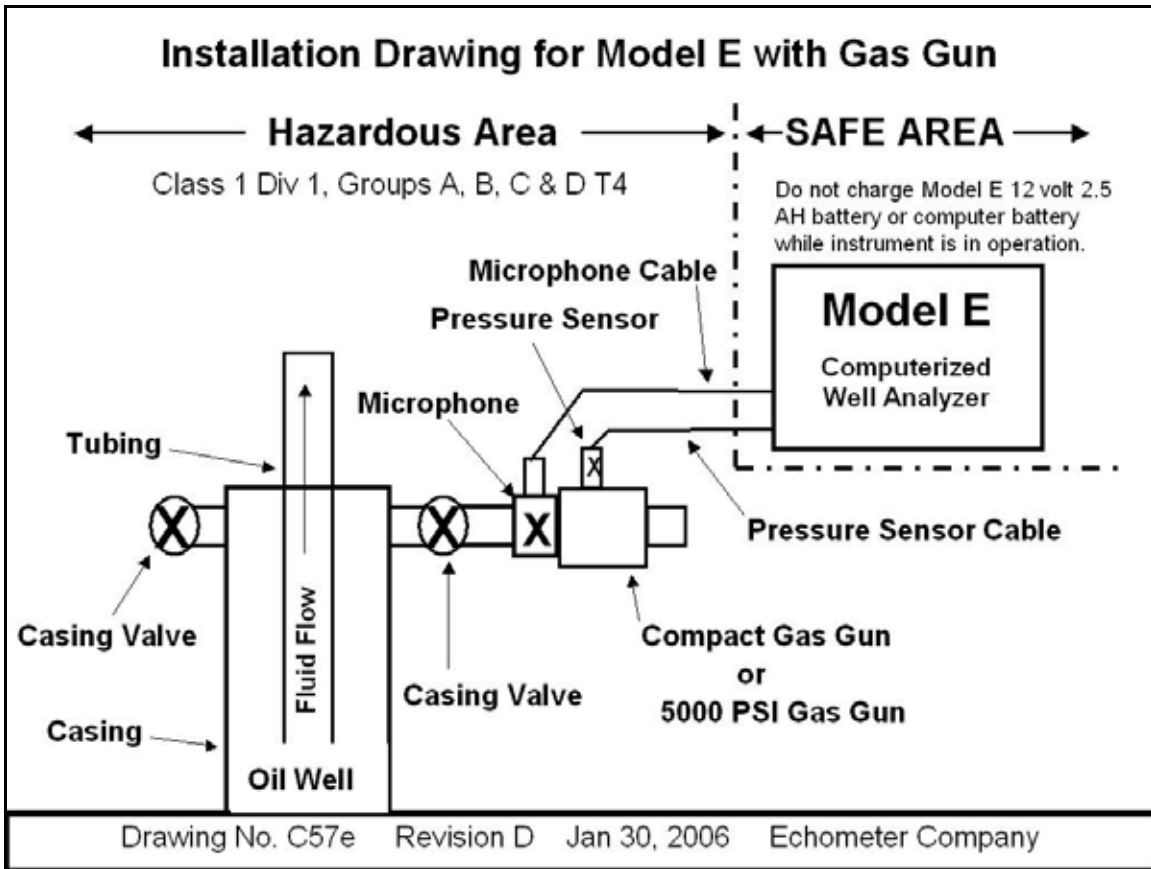 Installation Drawing for Model E with Gas Gun
Hazardous Area
SAFE AREA
Class 1 Div 1, Groups A, B, C & D T4
Do not charge Model E 12 volt 2.5
AH battery or computer battery
while instrument is in operation.
Microphone Cable
Pressure Sensor
Model E
Computerized
Well Analyzer
Microphone
Tubing
X
X
X
X
Pressure Sensor Cable
Casing Valve
Fluid Flow
Casing Valve
Compact Gas Gun
or
5000 PSI Gas Gun
Casing
Oil Well
Drawing No. C57e Revision D Jan 30, 2006 Echometer Company